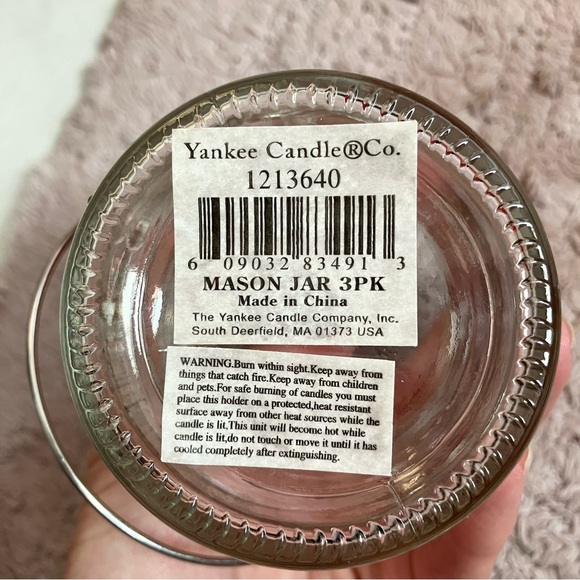 Yankee Candle®Co.
1213640
6 09032 83491 3
MASON JAR 3PK
Made in China
The Yankee Candle Company, Inc.
South Deerfield, MA 01373 USA
WARNING.Burn within sight.Keep away from
things that catch fire.Keep away from children
and pets.For safe burning of candles you must
place this holder on a protected,heat resistant
surface away from other heat sources while the
candle is lit,This unit will become hot while
candle is lit,do not touch or move it until it has
cooled completely after extinguishing.